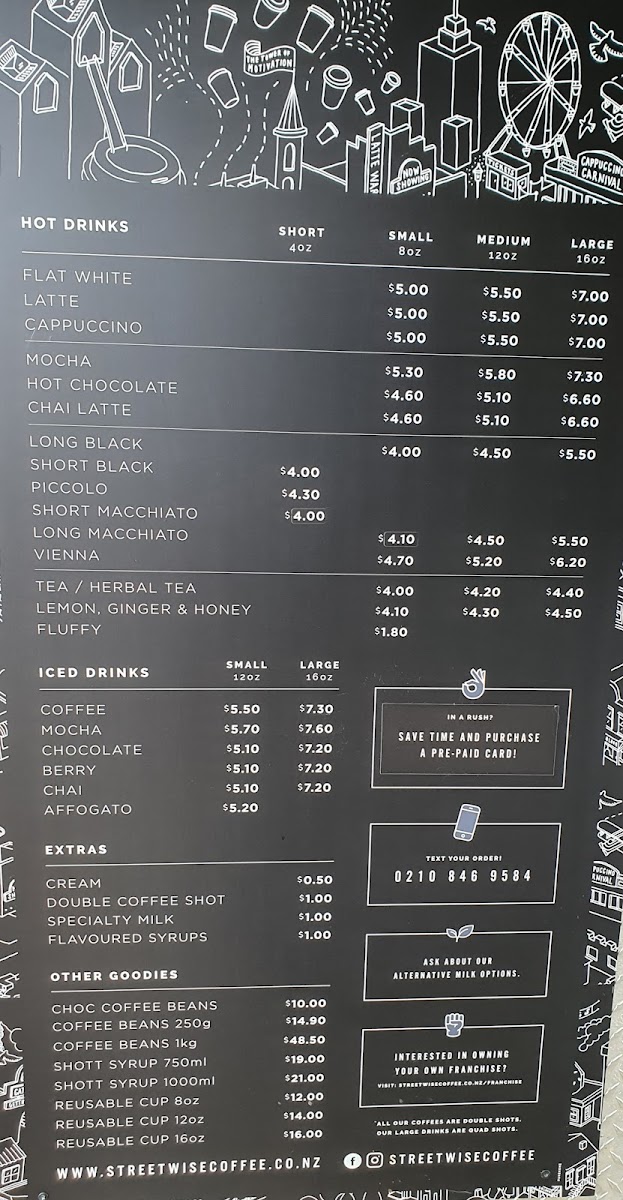 THE POWER OF
MOTIVATION
LATTE WAR
NOW
SHOWING
TICKETS
CAPPUCCINO
CARNIVAL
HOT DRINKS SHORT 4oz SMALL 8oz MEDIUM 12oz LARGE 16oz
FLAT WHITE $5.00 $5.50 $7.00
LATTE $5.00 $5.50 $7.00
CAPPUCCINO $5.00 $5.50 $7.00
MOCHA $5.30 $5.80 $7.30
HOT CHOCOLATE $4.60 $5.10 $6.60
CHAI LATTE $4.60 $5.10 $6.60
LONG BLACK $4.00 $4.50 $5.50
SHORT BLACK $4.00
PICCOLO $4.30
SHORT MACCHIATO $4.00
LONG MACCHIATO $4.10 $4.50 $5.50
VIENNA $4.70 $5.20 $6.20
TEA / HERBAL TEA $4.00 $4.20 $4.40
LEMON, GINGER & HONEY $4.10 $4.30 $4.50
FLUFFY $1.80
ICED DRINKS SMALL 12oz LARGE 16oz
COFFEE $5.50 $7.30
MOCHA $5.70 $7.60
CHOCOLATE $5.10 $7.20
BERRY $5.10 $7.20
CHAI $5.10 $7.20
AFFOGATO $5.20
EXTRAS
CREAM $0.50
DOUBLE COFFEE SHOT $1.00
SPECIALTY MILK $1.00
FLAVOURED SYRUPS $1.00
OTHER GOODIES
CHOC COFFEE BEANS $10.00
COFFEE BEANS 250g $14.90
COFFEE BEANS 1kg $48.50
SHOTT SYRUP 750ml $19.00
SHOTT SYRUP 1000ml $21.00
REUSABLE CUP 8oz $12.00
REUSABLE CUP 12oz $14.00
REUSABLE CUP 16oz $16.00
IN A RUSH?
SAVE TIME AND PURCHASE
A PRE-PAID CARD!
TEXT YOUR ORDER!
0210 846 9584
ASK ABOUT OUR
ALTERNATIVE MILK OPTIONS.
INTERESTED IN OWNING
YOUR OWN FRANCHISE?
VISIT: STREETWISECOFFEE.CO.NZ/FRANCHISE
*ALL OUR COFFEES ARE DOUBLE SHOTS.
OUR LARGE DRINKS ARE QUAD SHOTS.
WWW.STREETWISECOFFEE.CO.NZ STREETWISECOFFEE